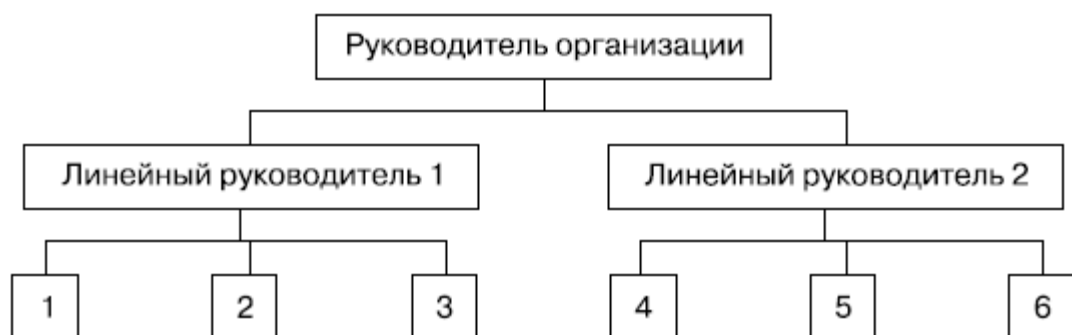 Руководитель организации
Линейный руководитель 1
Линейный руководитель 2
1
2
3
4
5
6